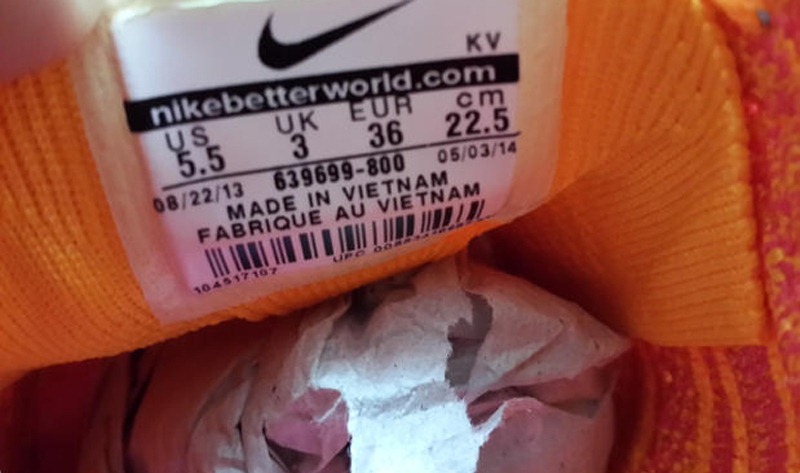 KV
nikebetterworld.com
US UK EUR cm
5.5 3 36 22.5
08/22/13 639699-800 05/03/14
MADE IN VIETNAM
FABRIQUE AU VIETNAM
104517107 UPC